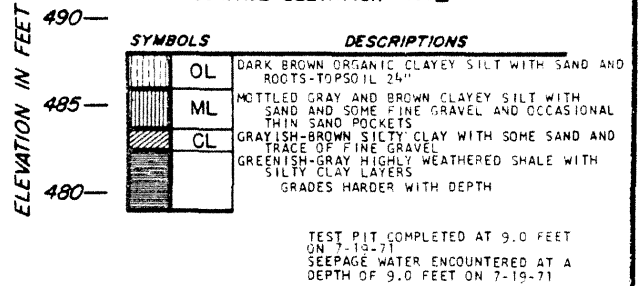 490
SYMBOLS DESCRIPTIONS
OL DARK BROWN ORGANIC CLAYEY SILT WITH SAND AND
ROOTS-TOPSOIL 24"
485
ML MOTTLED GRAY AND BROWN CLAYEY SILT WITH
SAND AND SOME FINE GRAVEL AND OCCASIONAL
THIN SAND POCKETS
CL GRAYISH-BROWN SILTY CLAY WITH SOME SAND AND
TRACE OF FINE GRAVEL
GREENISH-GRAY HIGHLY WEATHERED SHALE WITH
SILTY CLAY LAYERS
480
GRADES HARDER WITH DEPTH
ELEVATION IN FEET
TEST PIT COMPLETED AT 9.0 FEET
ON 7-19-71
SEEPAGE WATER ENCOUNTERED AT A
DEPTH OF 9.0 FEET ON 7-19-71